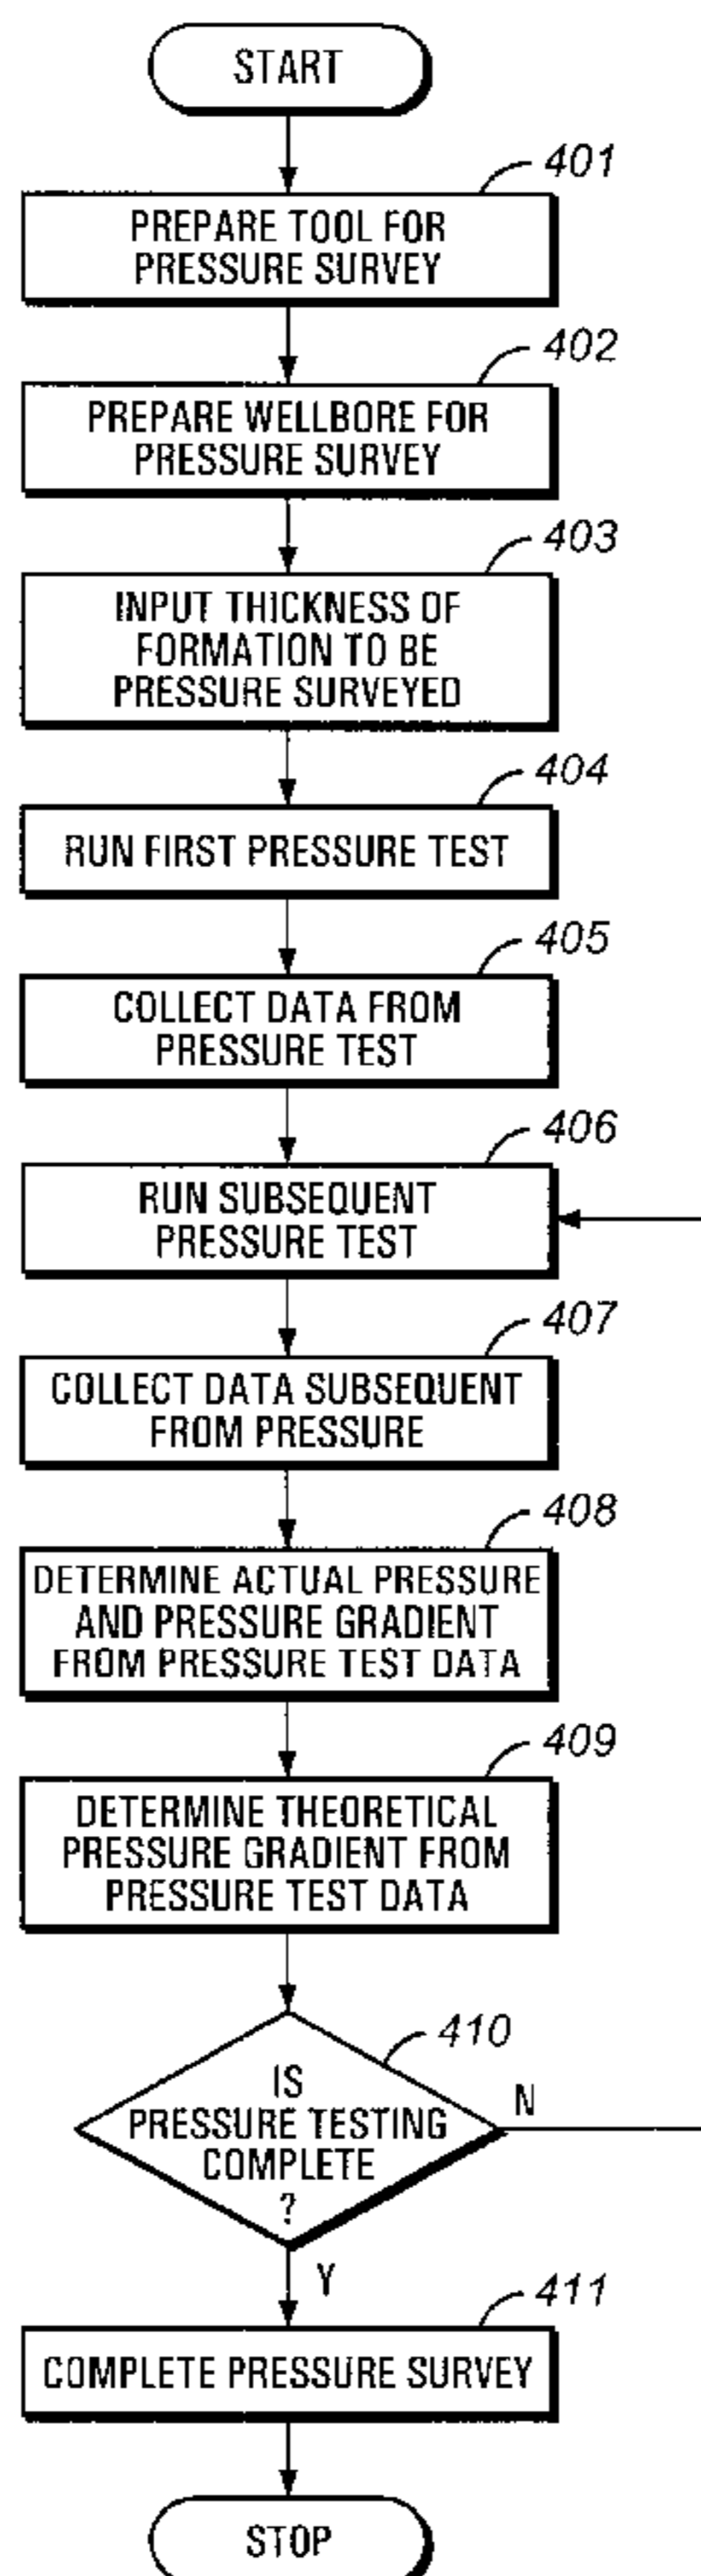 START
401
PREPARE TOOL FOR
PRESSURE SURVEY
402
PREPARE WELLBORE FOR
PRESSURE SURVEY
403
INPUT THICKNESS OF
FORMATION TO BE
PRESSURE SURVEYED
404
RUN FIRST PRESSURE TEST
405
COLLECT DATA FROM
PRESSURE TEST
406
RUN SUBSEQUENT
PRESSURE TEST
407
COLLECT DATA SUBSEQUENT
FROM PRESSURE
408
DETERMINE ACTUAL PRESSURE
AND PRESSURE GRADIENT
FROM PRESSURE TEST DATA
409
DETERMINE THEORETICAL
PRESSURE GRADIENT FROM
PRESSURE TEST DATA
410
IS
PRESSURE TESTING
COMPLETE
?
N
Y
411
COMPLETE PRESSURE SURVEY
STOP